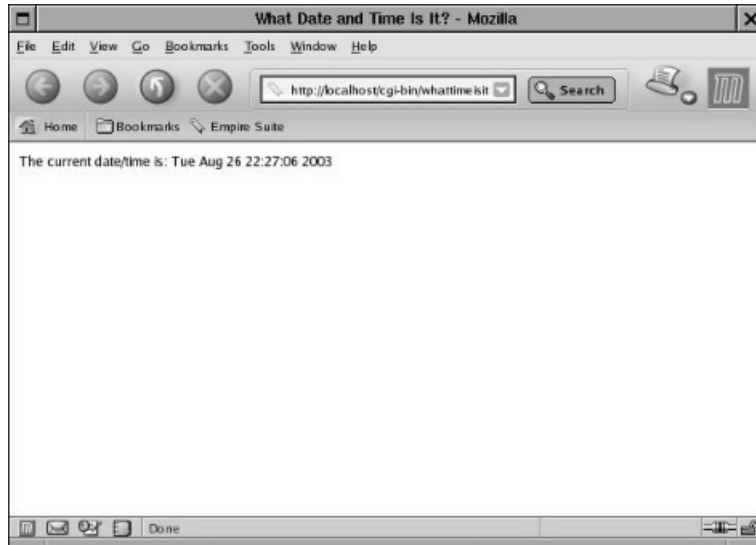 What Date and Time Is It? - Mozilla
File Edit View Go Bookmarks Tools Window Help
http://localhost/cgi-bin/whattimeisit Search
Home Bookmarks Empire Suite
The current date/time is: Tue Aug 26 22:27:06 2003
Done